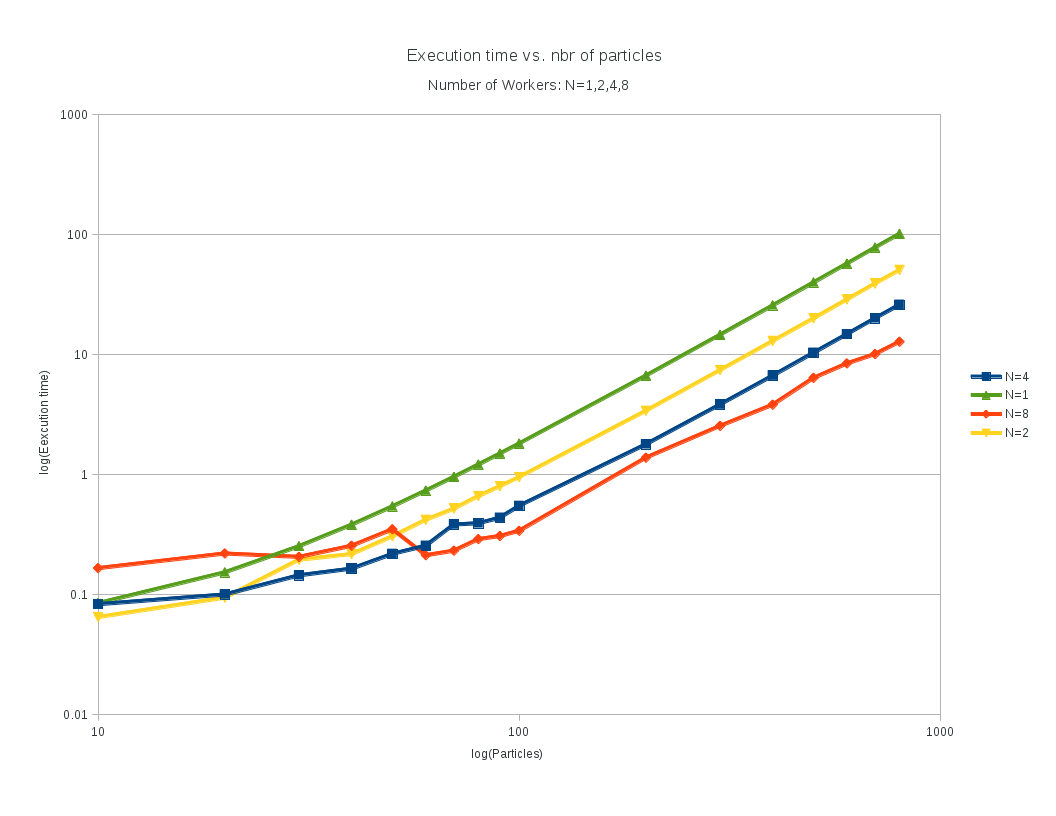 Execution time vs. nbr of particles
Number of Workers: N=1,2,4,8
1000
100
10
1
0.1
0.01
log(Eexcution time)
10
100
1000
log(Particles)
N=4
N=1
N=8
N=2